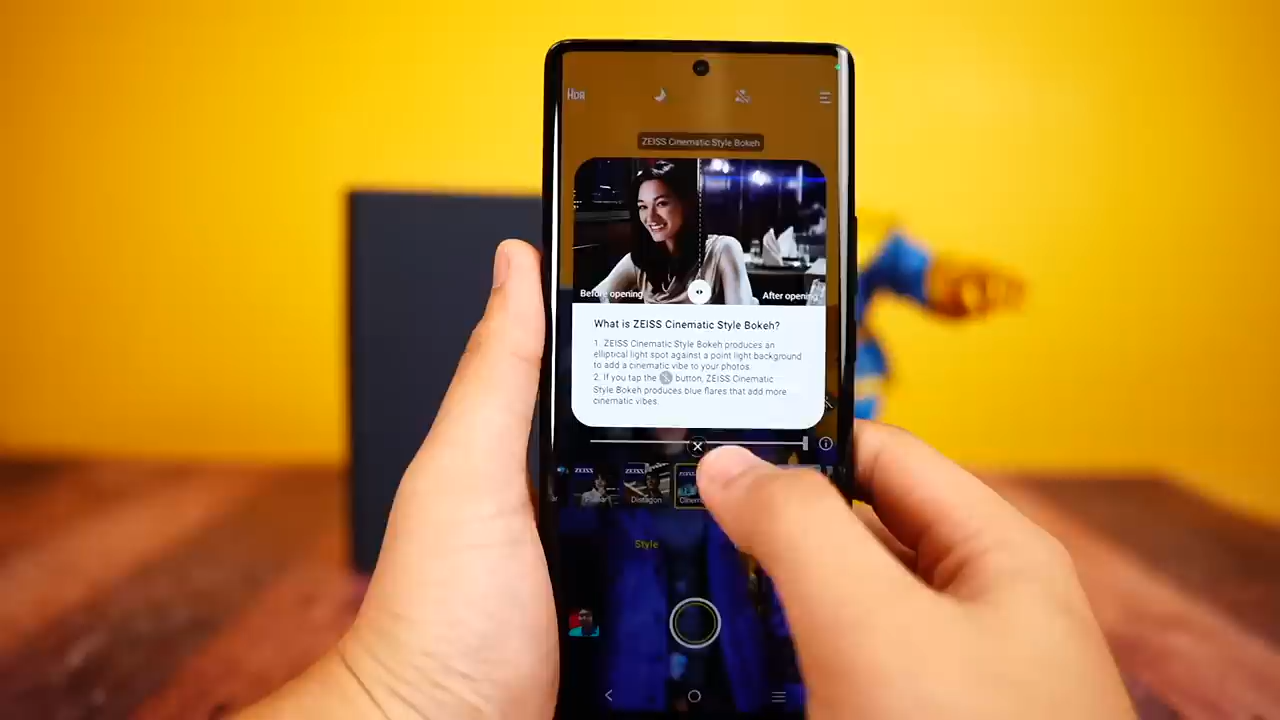 HDR
ZEISS Cinematic Style Bokeh
Before opening
After opening
What is ZEISS Cinematic Style Bokeh?
1. ZEISS Cinematic Style Bokeh produces an
elliptical light spot against a point light background
to add a cinematic vibe to your photos.
2. If you tap the button, ZEISS Cinematic
Style Bokeh produces blue flares that add more
cinematic vibes.
ZEISS
ZEISS
ZEISS
Distagon
Style